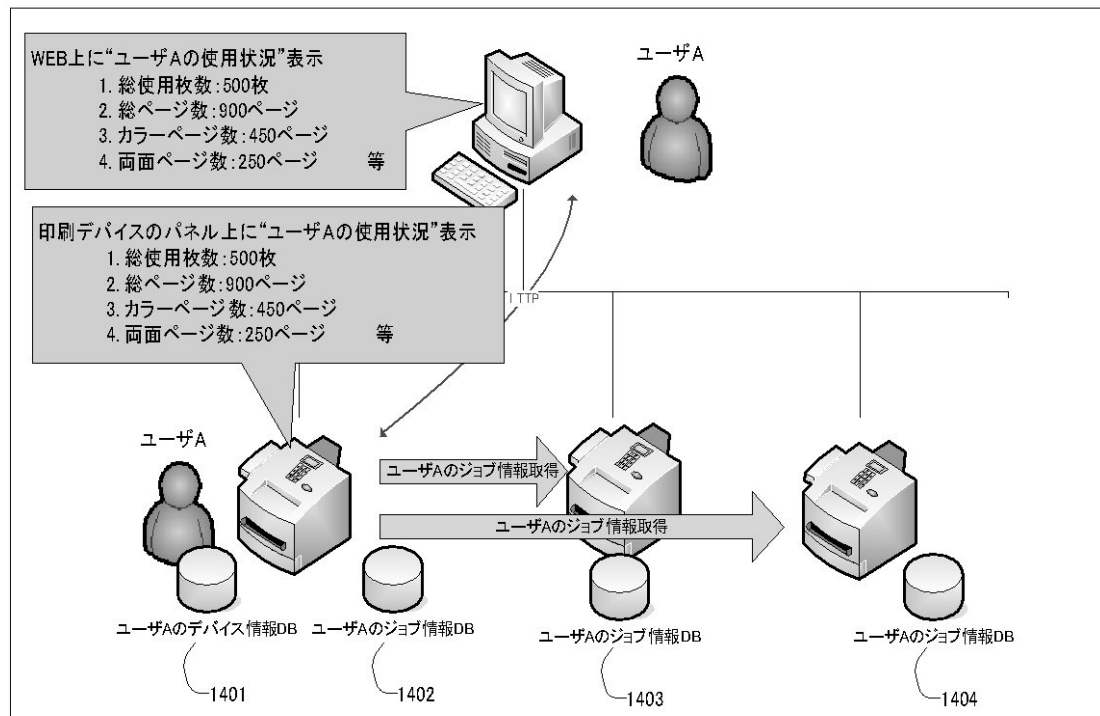 WEB上に“ユーザAの使用状況”表示
1. 総使用枚数:500枚
2. 総ページ数:900ページ
3. カラーページ数:450ページ
4. 両面ページ数:250ページ 等
ユーザA
印刷デバイスのパネル上に“ユーザAの使用状況”表示
1. 総使用枚数:500枚
2. 総ページ数:900ページ
3. カラーページ数:450ページ
4. 両面ページ数:250ページ 等
TTP
ユーザA
ユーザAのジョブ情報取得
ユーザAのジョブ情報取得
ユーザAのデバイス情報DB
ユーザAのジョブ情報DB
ユーザAのジョブ情報DB
ユーザAのジョブ情報DB
1401
1402
1403
1404